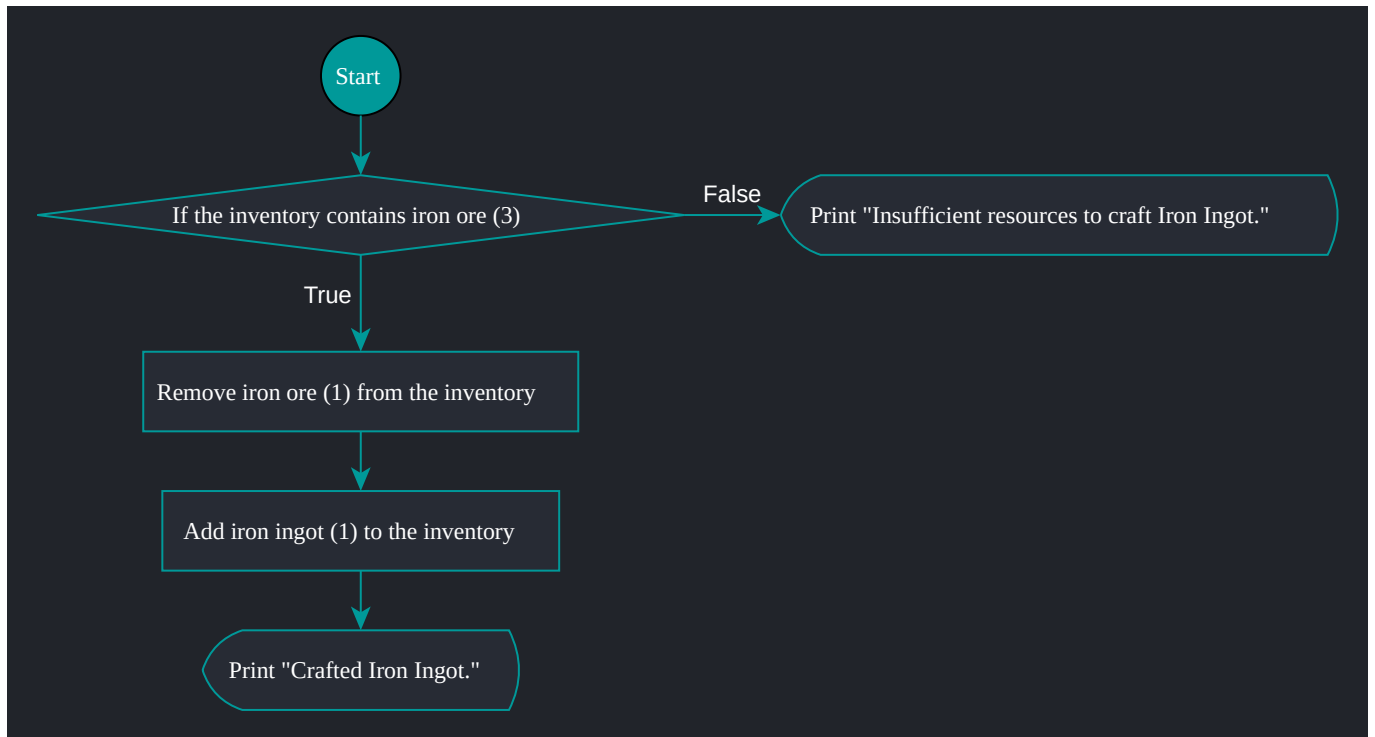 Start
If the inventory contains iron ore (3)
False
Print "Insufficient resources to craft Iron Ingot."
True
Remove iron ore (1) from the inventory
Add iron ingot (1) to the inventory
Print "Crafted Iron Ingot."